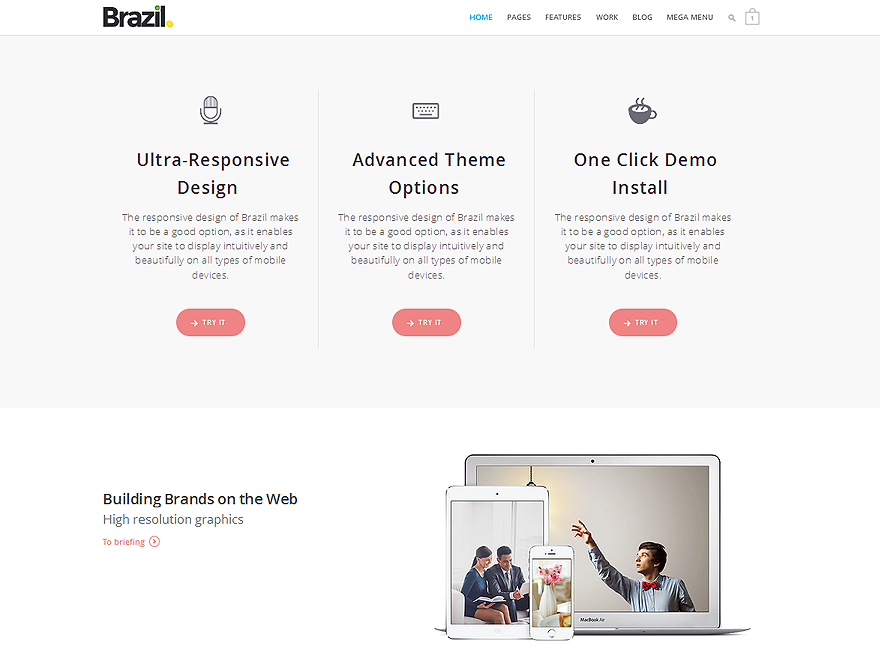 Brazil.
HOME PAGES FEATURES WORK BLOG MEGA MENU 1
Ultra-Responsive
Design
The responsive design of Brazil makes
it to be a good option, as it enables
your site to display intuitively and
beautifully on all types of mobile
devices.
TRY IT
Advanced Theme
Options
The responsive design of Brazil makes
it to be a good option, as it enables
your site to display intuitively and
beautifully on all types of mobile
devices.
TRY IT
One Click Demo
Install
The responsive design of Brazil makes
it to be a good option, as it enables
your site to display intuitively and
beautifully on all types of mobile
devices.
TRY IT
Building Brands on the Web
High resolution graphics
To briefing
MacBook Air